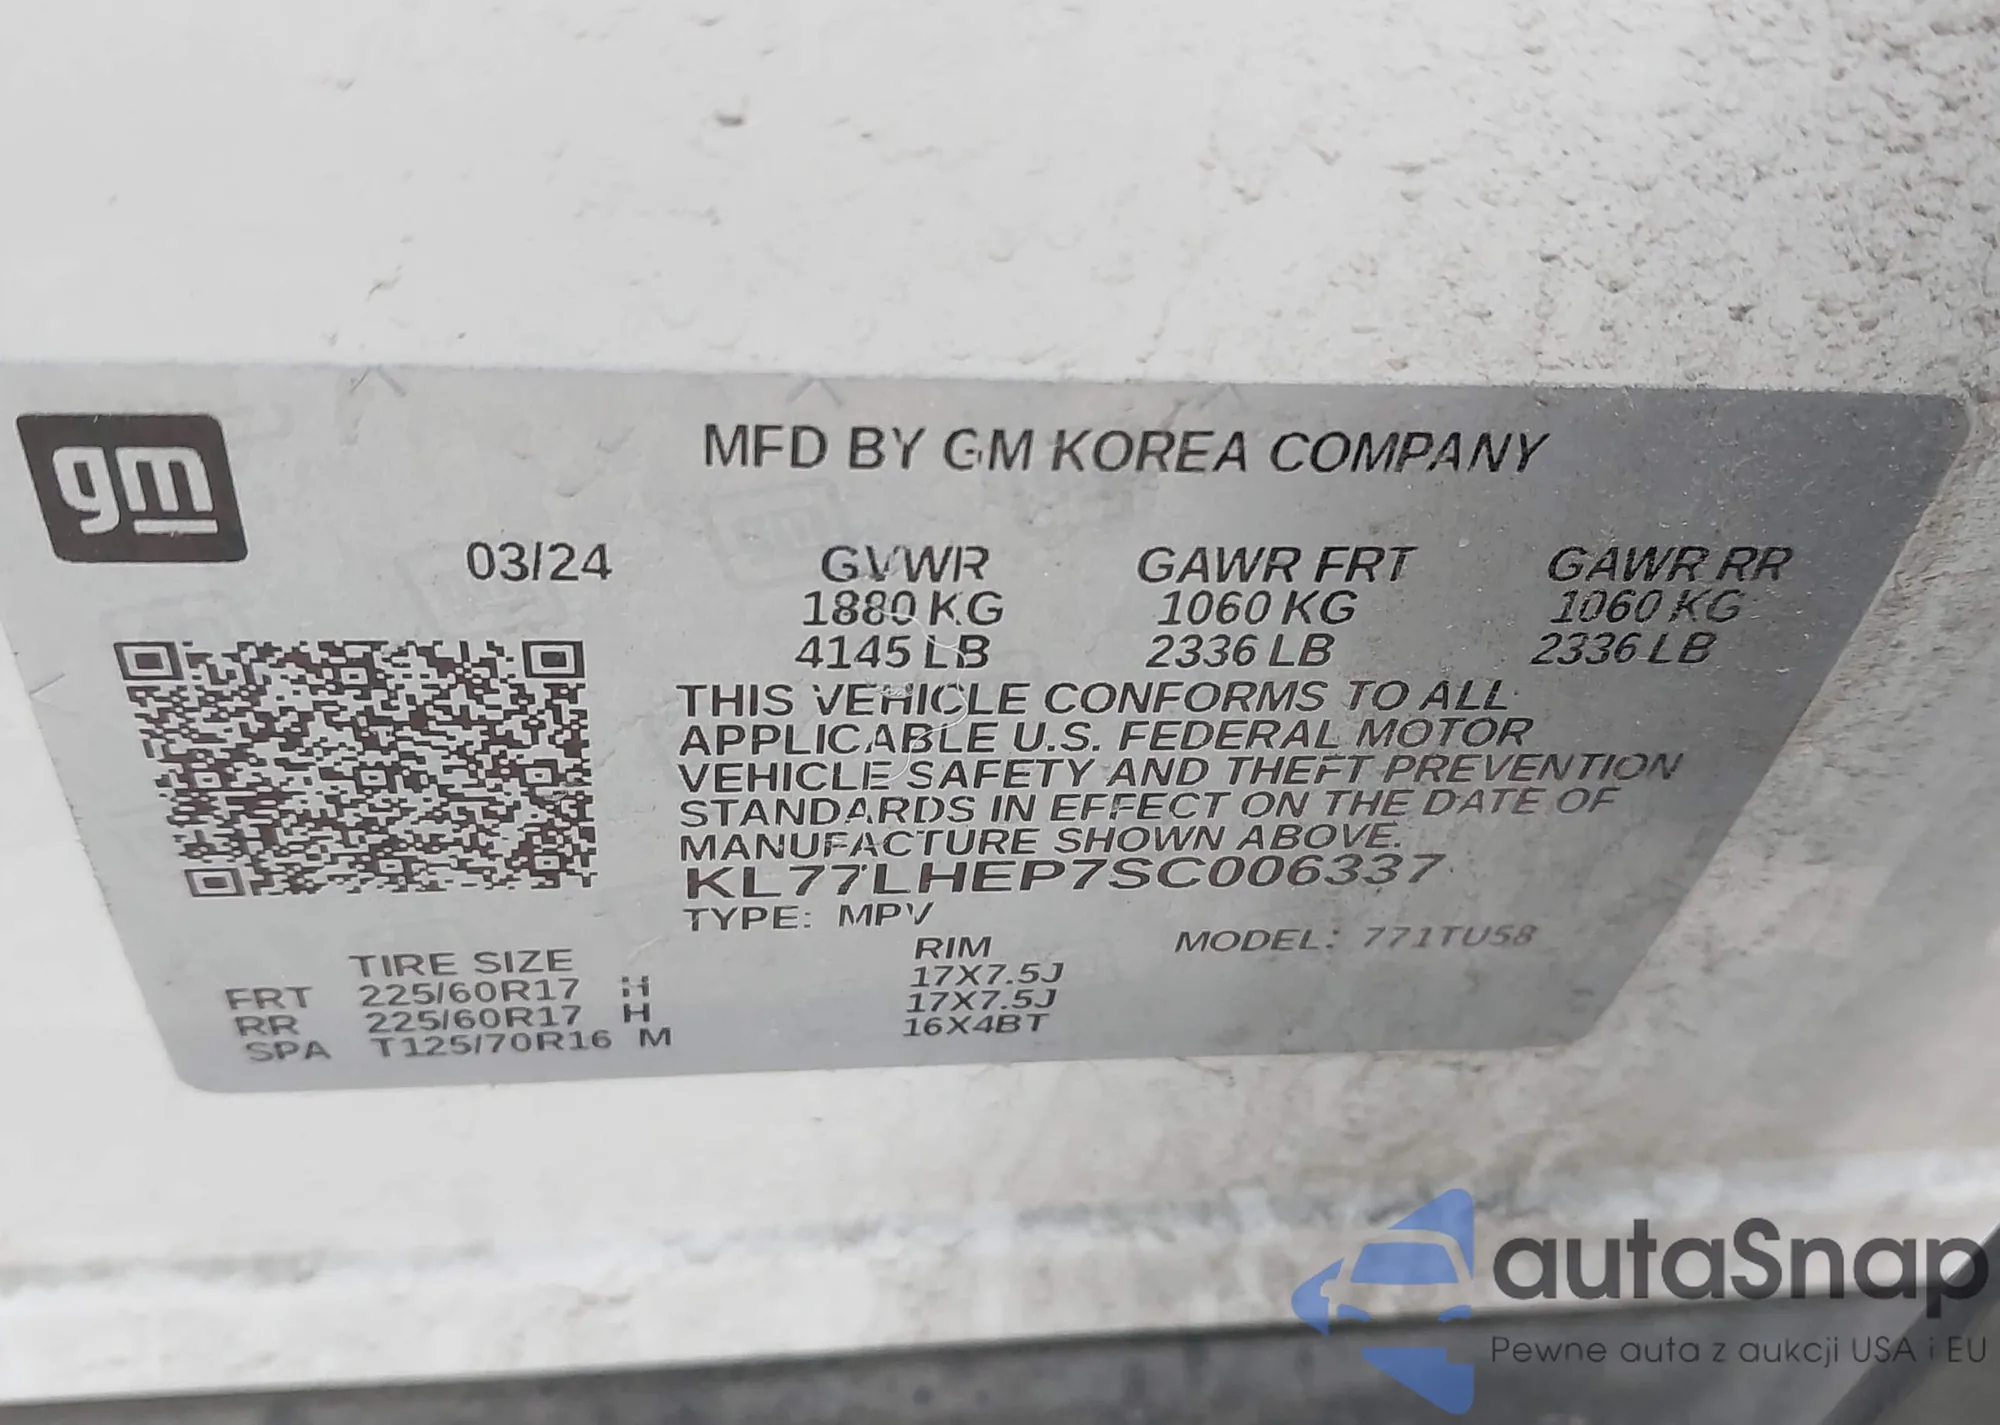 gm
MFD BY GM KOREA COMPANY
03/24 GVWR GAWR FRT GAWR RR
1880 KG 1060 KG 1060 KG
4145 LB 2336 LB 2336 LB
THIS VEHICLE CONFORMS TO ALL
APPLICABLE U.S. FEDERAL MOTOR
VEHICLE SAFETY AND THEFT PREVENTION
STANDARDS IN EFFECT ON THE DATE OF
MANUFACTURE SHOWN ABOVE.
KL77LHEP7SC006337
TYPE: MPV
TIRE SIZE RIM MODEL: 771TU58
FRT 225/60R17 H 17X7.5J
RR 225/60R17 H 17X7.5J
SPA T125/70R16 M 16X4BT
autaSnap
Pewne auta z aukcji USA i EU